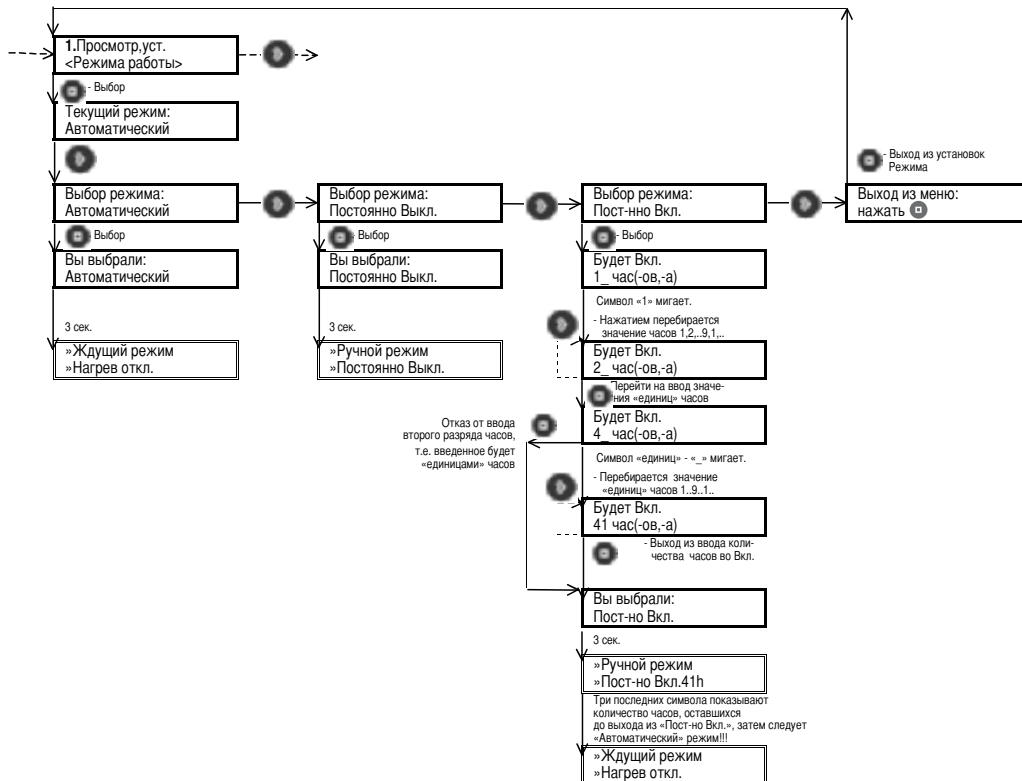 1.Просмотр,уст.
<Режима работы>
- Выбор
Текущий режим:
Автоматический
- Выход из установок
Режима
Выбор режима:
Автоматический
Выбор режима:
Постоянно Выкл.
Выбор режима:
Пост-нно Вкл.
Выход из меню:
нажать
Выбор
- Выбор
- Выбор
Вы выбрали:
Автоматический
Вы выбрали:
Постоянно Выкл.
Будет Вкл.
1_ час(-ов,-а)
Символ «1» мигает.
- Нажатием перебирается
значение часов 1,2,..9,1,..
3 сек.
3 сек.
»Ждущий режим
»Нагрев откл.
»Ручной режим
»Постоянно Выкл.
Будет Вкл.
2_ час(-ов,-а)
Перейти на ввод значе-
ния «единиц» часов
Отказ от ввода
второго разряда часов,
т.е. введенное будет
«единицами» часов
Будет Вкл.
4_ час(-ов,-а)
Символ «единиц» - «_» мигает.
- Перебирается значение
«единиц» часов 1..9..1..
Будет Вкл.
41 час(-ов,-а)
- Выход из ввода коли-
чества часов во Вкл.
Вы выбрали:
Пост-но Вкл.
3 сек.
»Ручной режим
»Пост-но Вкл.41h
Три последних символа показывают
количество часов, оставшихся
до выхода из «Пост-но Вкл.», затем следует
«Автоматический» режим!!!
»Ждущий режим
»Нагрев откл.